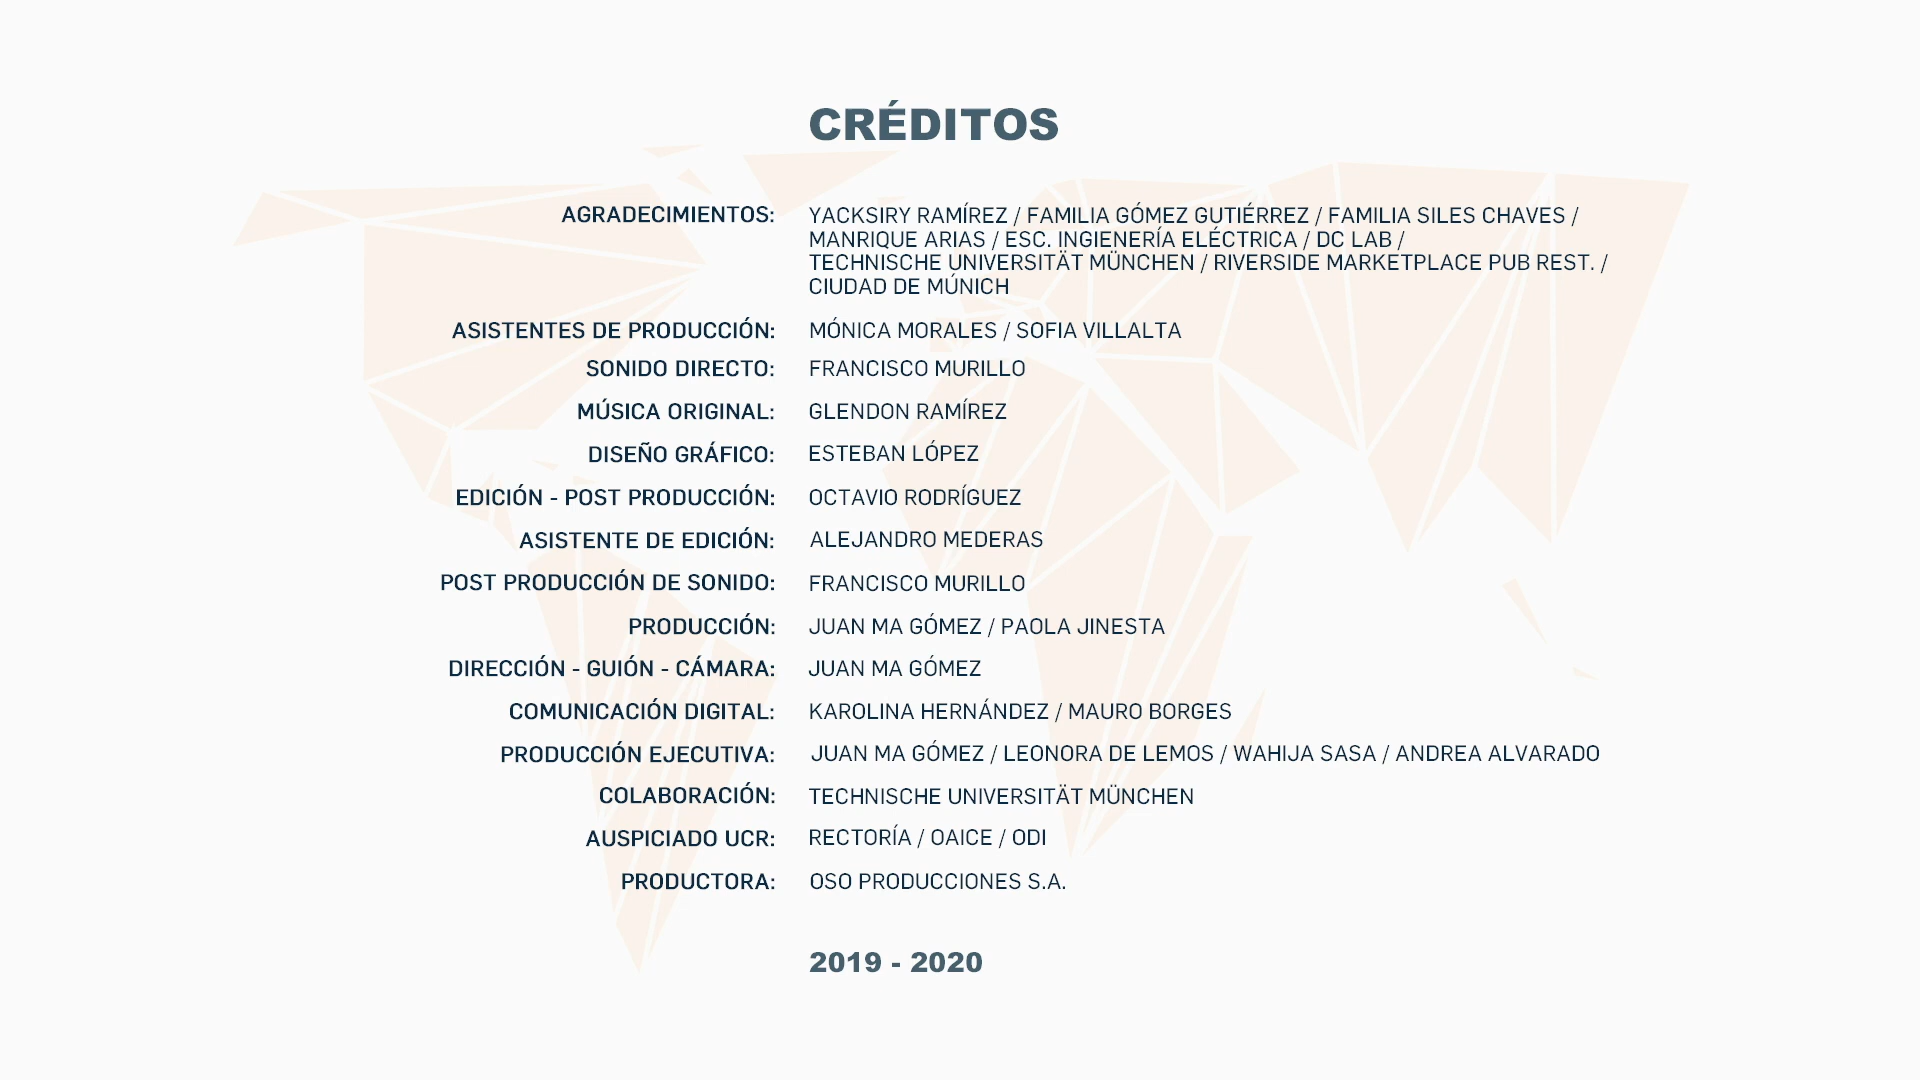 CRÉDITOS
AGRADECIMIENTOS: YACKSIRY RAMÍREZ / FAMILIA GÓMEZ GUTIÉRREZ / FAMILIA SILES CHAVES /
MANRIQUE ARIAS / ESC. INGIENERÍA ELÉCTRICA / DC LAB /
TECHNISCHE UNIVERSITÄT MÜNCHEN / RIVERSIDE MARKETPLACE PUB REST. /
CIUDAD DE MÚNICH
ASISTENTES DE PRODUCCIÓN: MÓNICA MORALES / SOFIA VILLALTA
SONIDO DIRECTO: FRANCISCO MURILLO
MÚSICA ORIGINAL: GLENDON RAMÍREZ
DISEÑO GRÁFICO: ESTEBAN LÓPEZ
EDICIÓN - POST PRODUCCIÓN: OCTAVIO RODRÍGUEZ
ASISTENTE DE EDICIÓN: ALEJANDRO MEDERAS
POST PRODUCCIÓN DE SONIDO: FRANCISCO MURILLO
PRODUCCIÓN: JUAN MA GÓMEZ / PAOLA JINESTA
DIRECCIÓN - GUIÓN - CÁMARA: JUAN MA GÓMEZ
COMUNICACIÓN DIGITAL: KAROLINA HERNÁNDEZ / MAURO BORGES
PRODUCCIÓN EJECUTIVA: JUAN MA GÓMEZ / LEONORA DE LEMOS / WAHIJA SASA / ANDREA ALVARADO
COLABORACIÓN: TECHNISCHE UNIVERSITÄT MÜNCHEN
AUSPICIADO UCR: RECTORÍA / OAICE / ODI
PRODUCTORA: OSO PRODUCCIONES S.A.
2019 - 2020